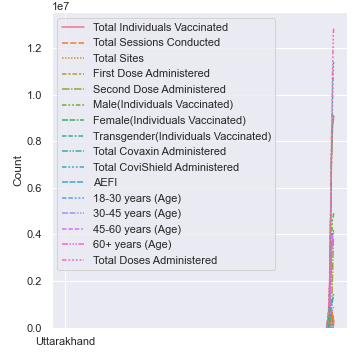 1e7
1.2
1.0
0.8
0.6
0.4
0.2
0.0
Count
Uttarakhand
Total Individuals Vaccinated
Total Sessions Conducted
Total Sites
First Dose Administered
Second Dose Administered
Male(Individuals Vaccinated)
Female(Individuals Vaccinated)
Transgender(Individuals Vaccinated)
Total Covaxin Administered
Total CoviShield Administered
AEFI
18-30 years (Age)
30-45 years (Age)
45-60 years (Age)
60+ years (Age)
Total Doses Administered